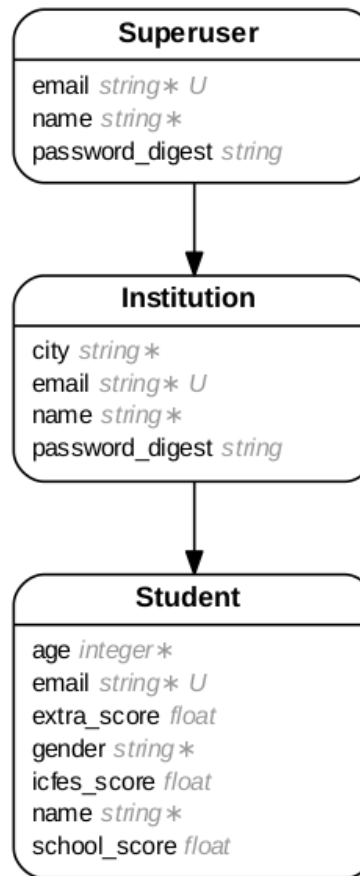 Superuser
email string* U
name string*
password_digest string
Institution
city string*
email string* U
name string*
password_digest string
Student
age integer*
email string* U
extra_score float
gender string*
icfes_score float
name string*
school_score float